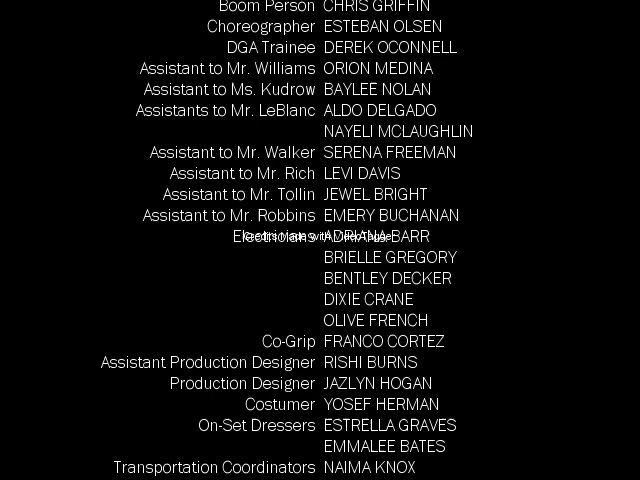 Boom Person CHRIS GRIFFIN
Choreographer ESTEBAN OLSEN
DGA Trainee DEREK OCONNELL
Assistant to Mr. Williams ORION MEDINA
Assistant to Ms. Kudrow BAYLEE NOLAN
Assistants to Mr. LeBlanc ALDO DELGADO
NAYELI MCLAUGHLIN
Assistant to Mr. Walker SERENA FREEMAN
Assistant to Mr. Rich LEVI DAVIS
Assistant to Mr. Tollin JEWEL BRIGHT
Assistant to Mr. Robbins EMERY BUCHANAN
Electricians ADRIANA BARR
BRIELLE GREGORY
BENTLEY DECKER
DIXIE CRANE
OLIVE FRENCH
Co-Grip FRANCO CORTEZ
Assistant Production Designer RISHI BURNS
Production Designer JAZLYN HOGAN
Costumer YOSEF HERMAN
On-Set Dressers ESTRELLA GRAVES
EMMALEE BATES
Transportation Coordinators NAIMA KNOX